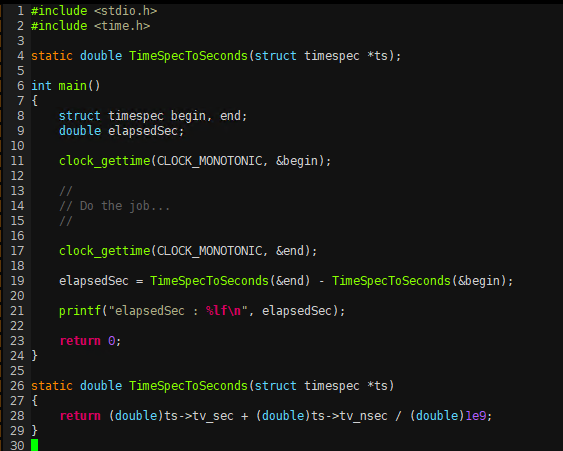 1 #include <stdio.h>
2 #include <time.h>
3
4 static double TimeSpecToSeconds(struct timespec *ts);
5
6 int main()
7 {
8     struct timespec begin, end;
9     double elapsedSec;
10
11     clock_gettime(CLOCK_MONOTONIC, &begin);
12
13     //
14     // Do the job...
15     //
16
17     clock_gettime(CLOCK_MONOTONIC, &end);
18
19     elapsedSec = TimeSpecToSeconds(&end) - TimeSpecToSeconds(&begin);
20
21     printf("elapsedSec : %lf\n", elapsedSec);
22
23     return 0;
24 }
25
26 static double TimeSpecToSeconds(struct timespec *ts)
27 {
28     return (double)ts->tv_sec + (double)ts->tv_nsec / (double)1e9;
29 }
30